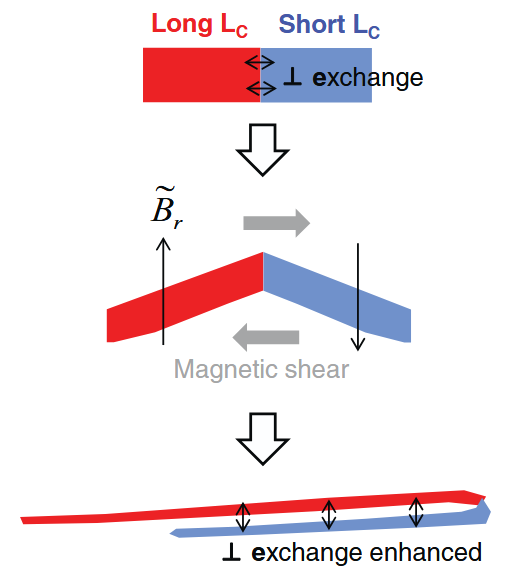 Long L_C Short L_C
⊥ exchange
B̃_r
Magnetic shear
⊥ exchange enhanced